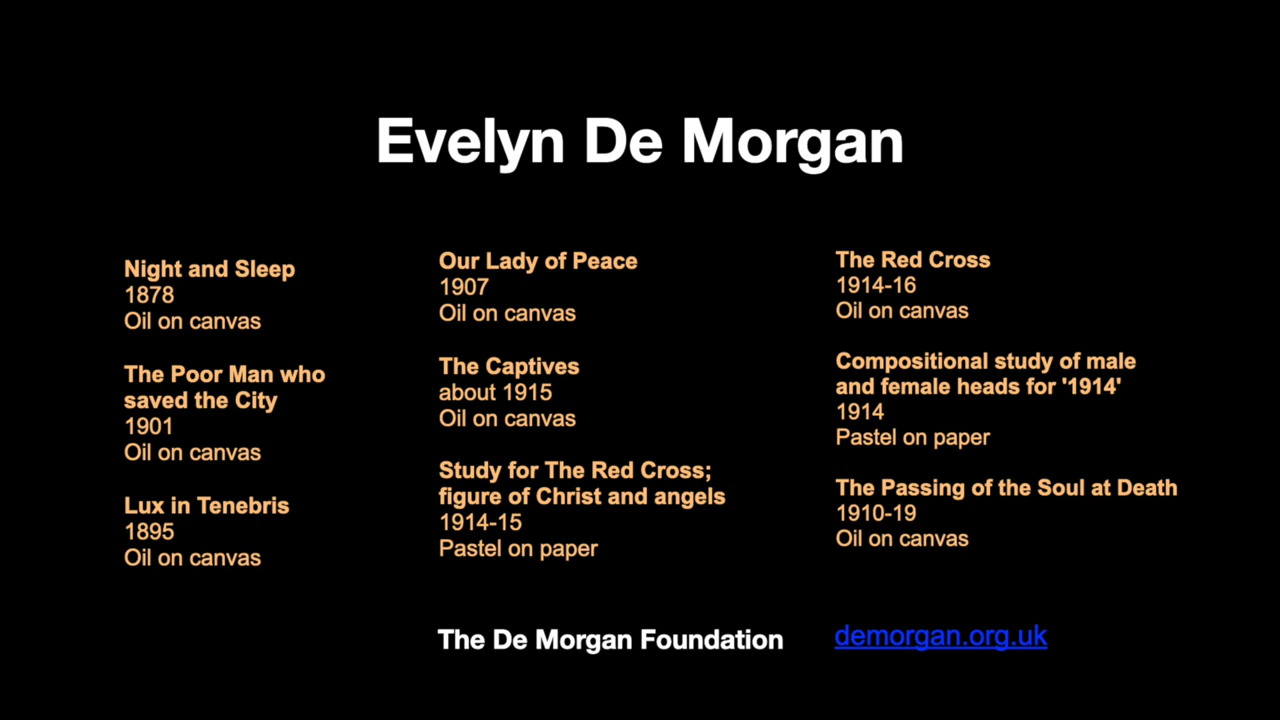 Evelyn De Morgan
Night and Sleep
1878
Oil on canvas
The Poor Man who
saved the City
1901
Oil on canvas
Lux in Tenebris
1895
Oil on canvas
Our Lady of Peace
1907
Oil on canvas
The Captives
about 1915
Oil on canvas
Study for The Red Cross;
figure of Christ and angels
1914-15
Pastel on paper
The Red Cross
1914-16
Oil on canvas
Compositional study of male
and female heads for '1914'
1914
Pastel on paper
The Passing of the Soul at Death
1910-19
Oil on canvas
The De Morgan Foundation
demorgan.org.uk